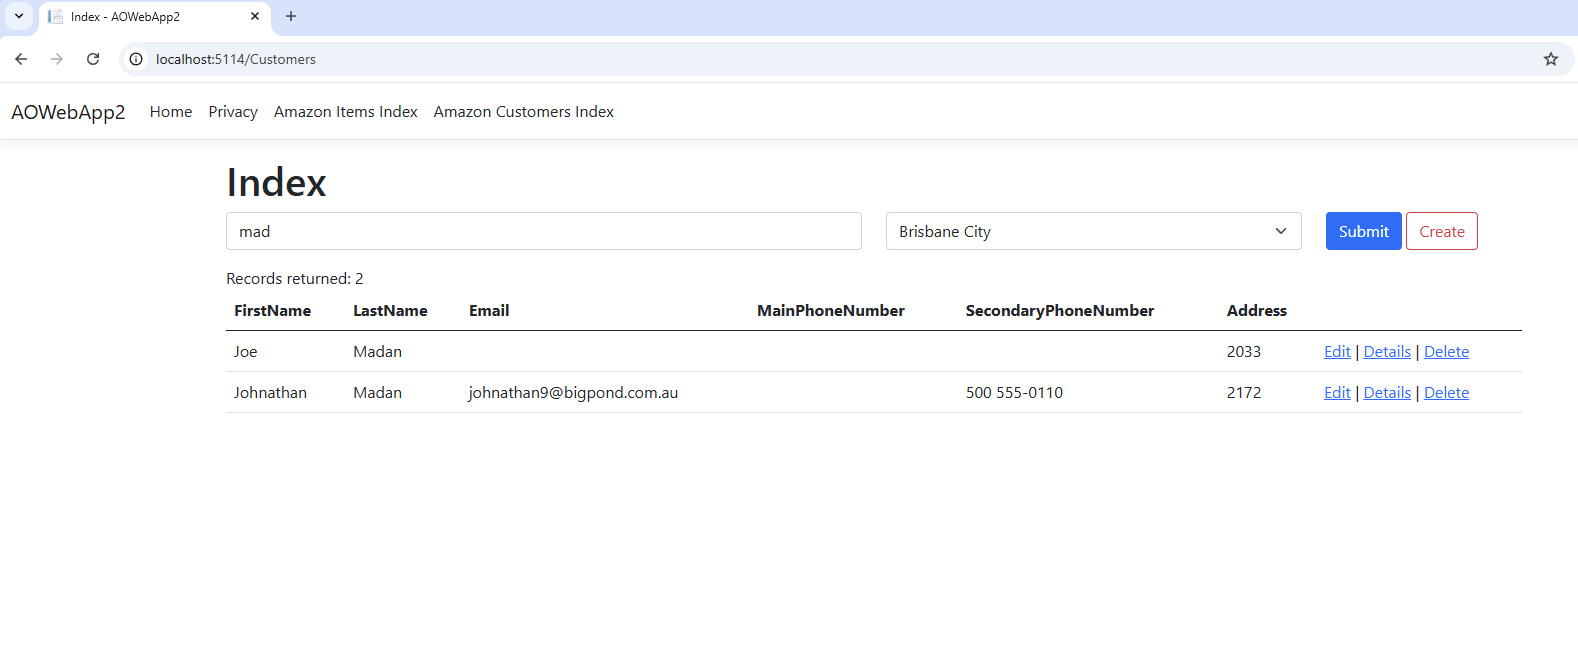 Index - AOWebApp2
localhost:5114/Customers
AOWebApp2 Home Privacy Amazon Items Index Amazon Customers Index
Index
mad Brisbane City Submit Create
Records returned: 2
FirstName LastName Email MainPhoneNumber SecondaryPhoneNumber Address
Joe Madan 2033 Edit | Details | Delete
Johnathan Madan johnathan9@bigpond.com.au 500 555-0110 2172 Edit | Details | Delete